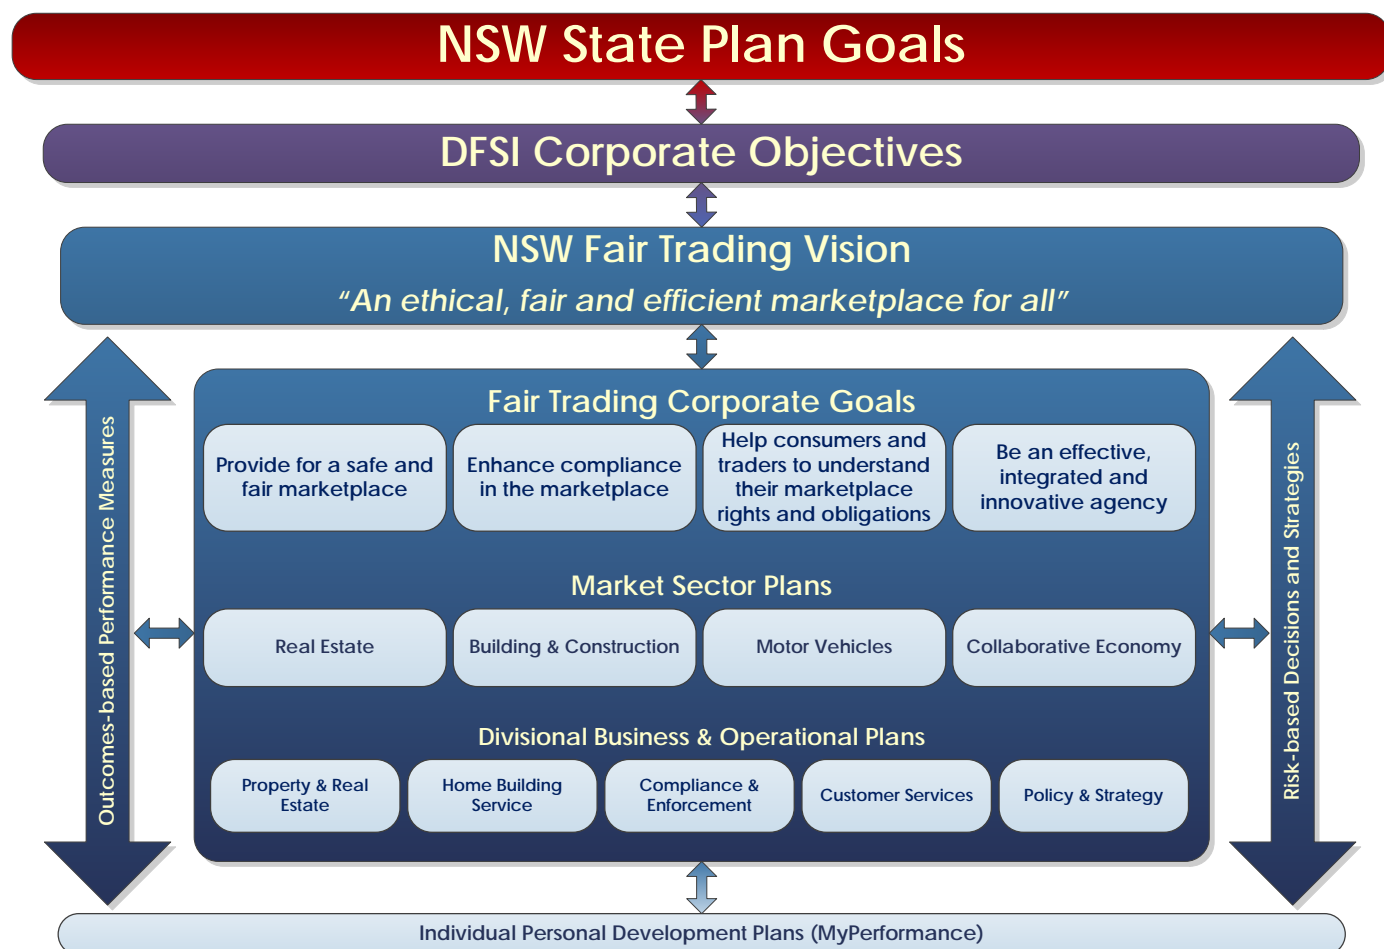 NSW State Plan Goals
DFSI Corporate Objectives
NSW Fair Trading Vision
“An ethical, fair and efficient marketplace for all”
Outcomes-based Performance Measures
Fair Trading Corporate Goals
Provide for a safe and
fair marketplace
Enhance compliance
in the marketplace
Help consumers and
traders to understand
their marketplace
rights and obligations
Be an effective,
integrated and
innovative agency
Market Sector Plans
Real Estate
Building & Construction
Motor Vehicles
Collaborative Economy
Divisional Business & Operational Plans
Property & Real
Estate
Home Building
Service
Compliance &
Enforcement
Customer Services
Policy & Strategy
Risk-based Decisions and Strategies
Individual Personal Development Plans (MyPerformance)